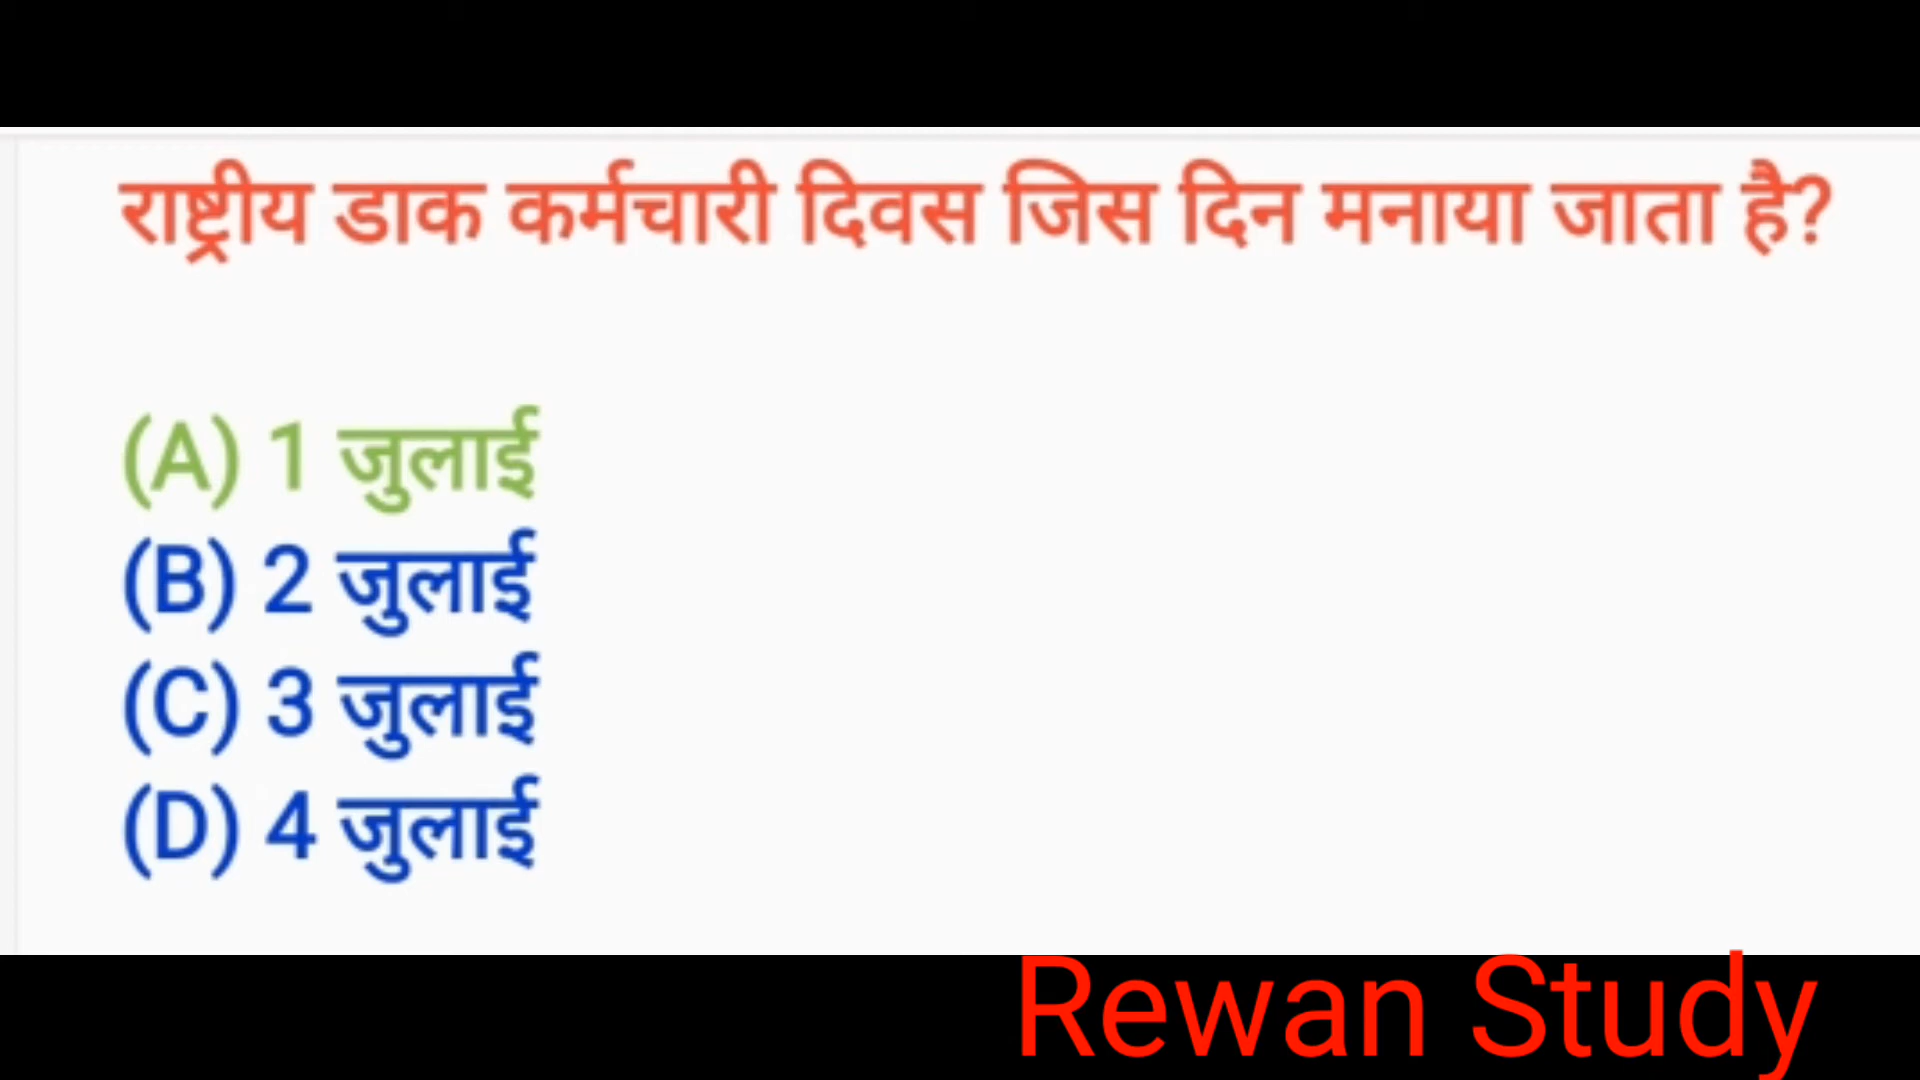 राष्ट्रीय डाक कर्मचारी दिवस जिस दिन मनाया जाता है?
(A) 1 जुलाई
(B) 2 जुलाई
(C) 3 जुलाई
(D) 4 जुलाई
Rewan Study